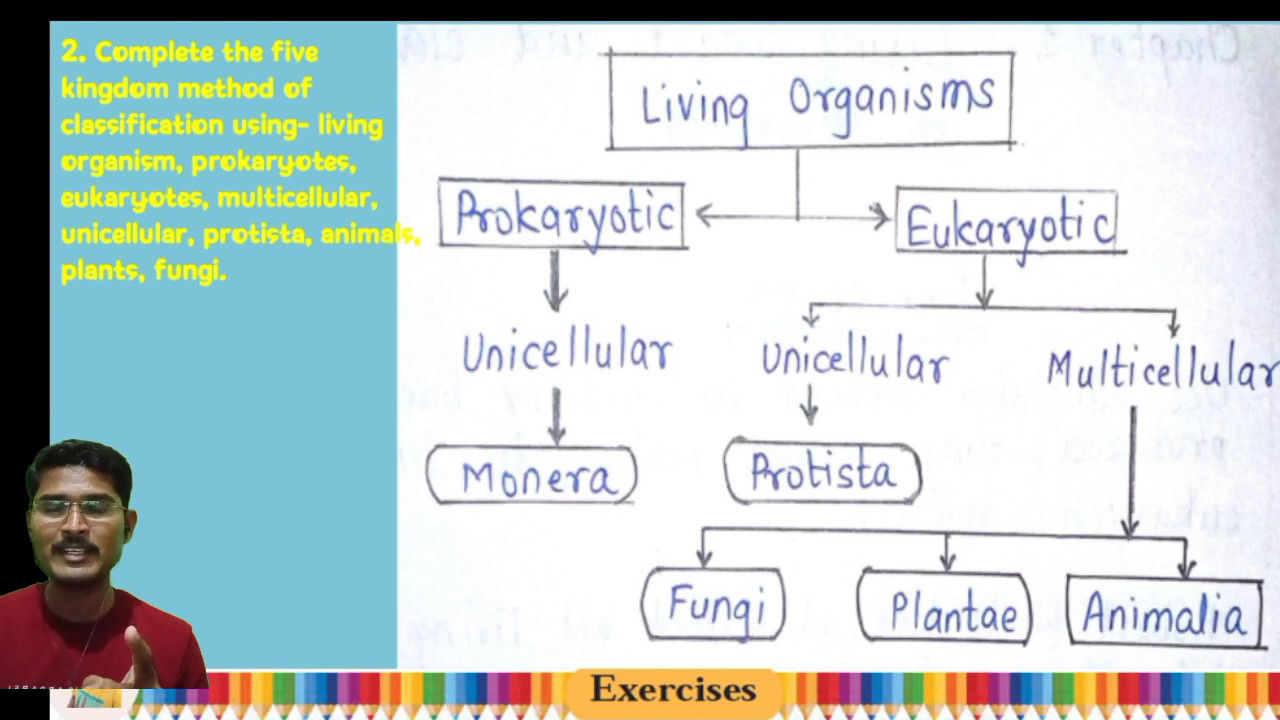 2. Complete the five
kingdom method of
classification using- living
organism, prokaryotes,
eukaryotes, multicellular,
unicellular, protista, animals,
plants, fungi.
Living Organisms
Prokaryotic
Eukaryotic
Unicellular
Unicellular
Multicellular
Monera
Protista
Fungi
Plantae
Animalia
Exercises